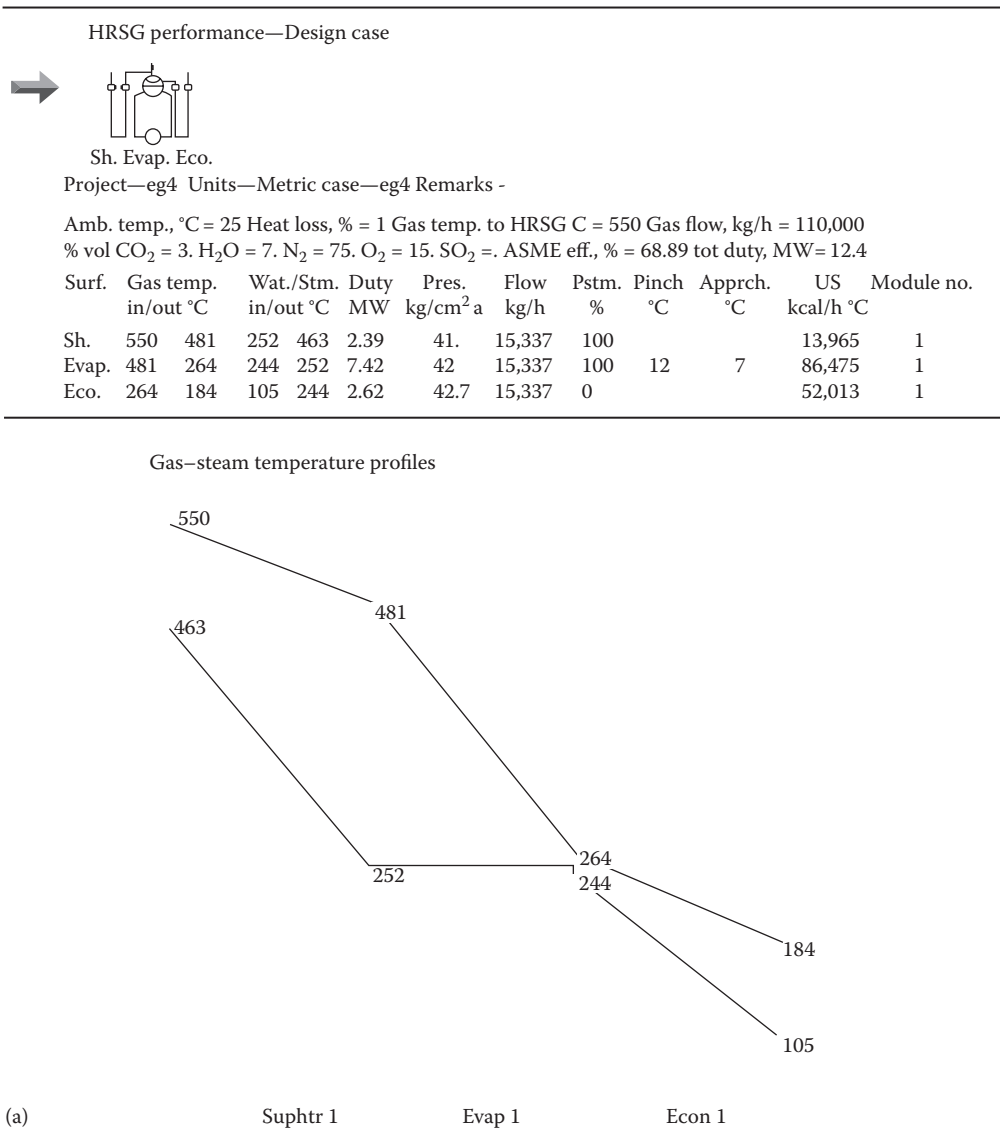 HRSG performance—Design case
Sh. Evap. Eco.
Project—eg4 Units—Metric case—eg4 Remarks -
Amb. temp., °C = 25 Heat loss, % = 1 Gas temp. to HRSG C = 550 Gas flow, kg/h = 110,000
% vol CO₂ = 3. H₂O = 7. N₂ = 75. O₂ = 15. SO₂ =. ASME eff., % = 68.89 tot duty, MW= 12.4
Surf. Gas temp. Wat./Stm. Duty Pres. Flow Pstm. Pinch Apprch. US Module no.
in/out °C in/out °C MW kg/cm² a kg/h % °C °C kcal/h °C
Sh. 550 481 252 463 2.39 41. 15,337 100 13,965 1
Evap. 481 264 244 252 7.42 42 15,337 100 12 7 86,475 1
Eco. 264 184 105 244 2.62 42.7 15,337 0 52,013 1
Gas–steam temperature profiles
550
481
463
264
252
244
184
105
(a) Suphtr 1 Evap 1 Econ 1